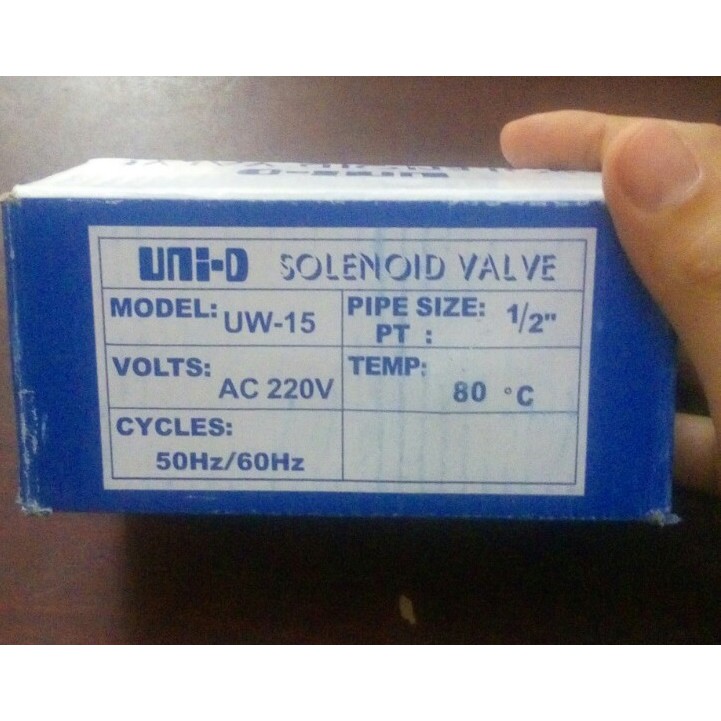 UNI-D SOLENOID VALVE
MODEL: UW-15
PIPE SIZE: 1/2"
PT :
VOLTS: AC 220V
TEMP: 80 °C
CYCLES:
50Hz/60Hz
UNI-D